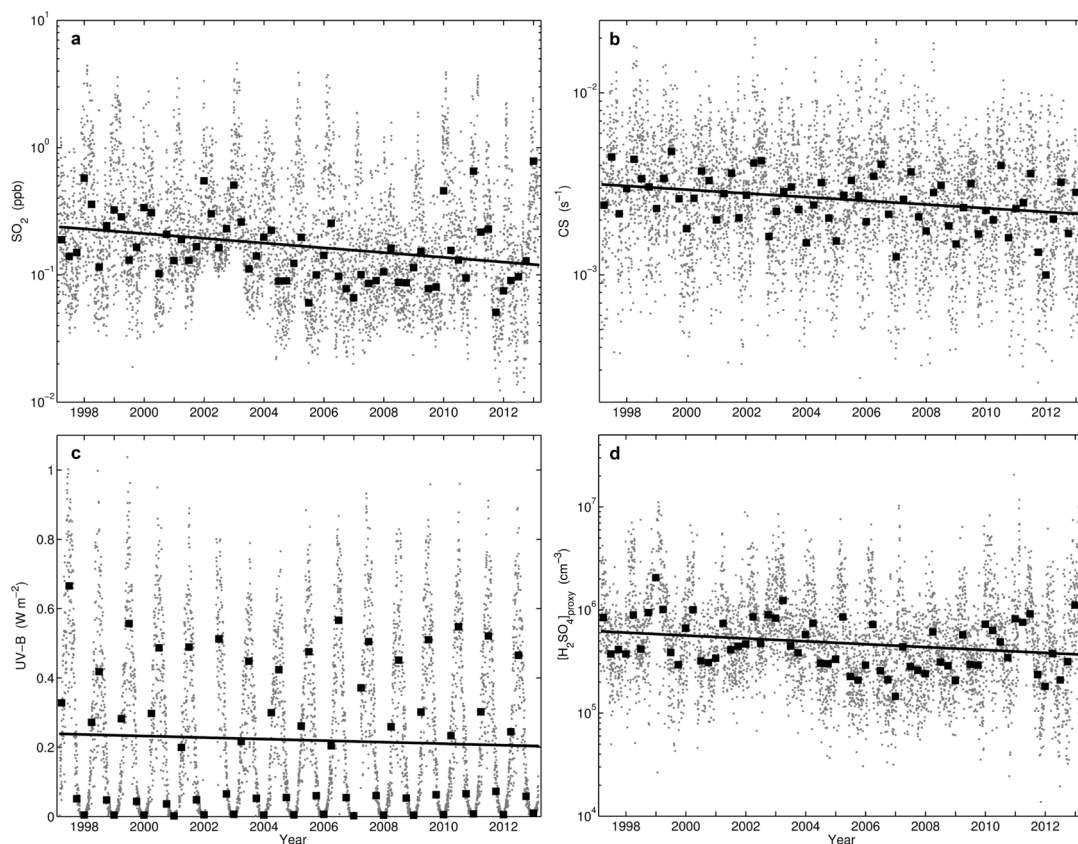 a
SO2 (ppb)
10^1
10^0
10^-1
10^-2
1998 2000 2002 2004 2006 2008 2010 2012
b
CS (s^-1)
10^-2
10^-3
1998 2000 2002 2004 2006 2008 2010 2012
c
UV-B (W m^-2)
1
0.8
0.6
0.4
0.2
0
1998 2000 2002 2004 2006 2008 2010 2012
Year
d
[H2SO4]proxy (cm^-3)
10^7
10^6
10^5
10^4
1998 2000 2002 2004 2006 2008 2010 2012
Year